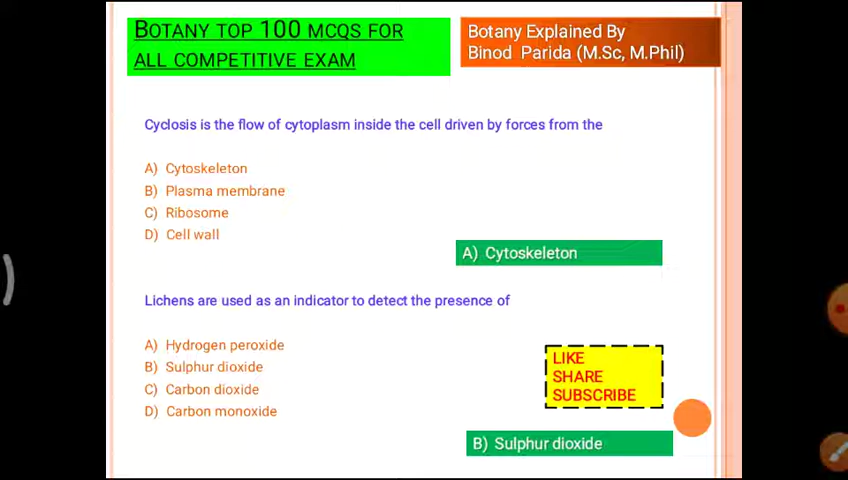 BOTANY TOP 100 MCQS FOR
ALL COMPETITIVE EXAM
Botany Explained By
Binod Parida (M.Sc, M.Phil)
Cyclosis is the flow of cytoplasm inside the cell driven by forces from the
A) Cytoskeleton
B) Plasma membrane
C) Ribosome
D) Cell wall
A) Cytoskeleton
Lichens are used as an indicator to detect the presence of
A) Hydrogen peroxide
B) Sulphur dioxide
C) Carbon dioxide
D) Carbon monoxide
LIKE
SHARE
SUBSCRIBE
B) Sulphur dioxide